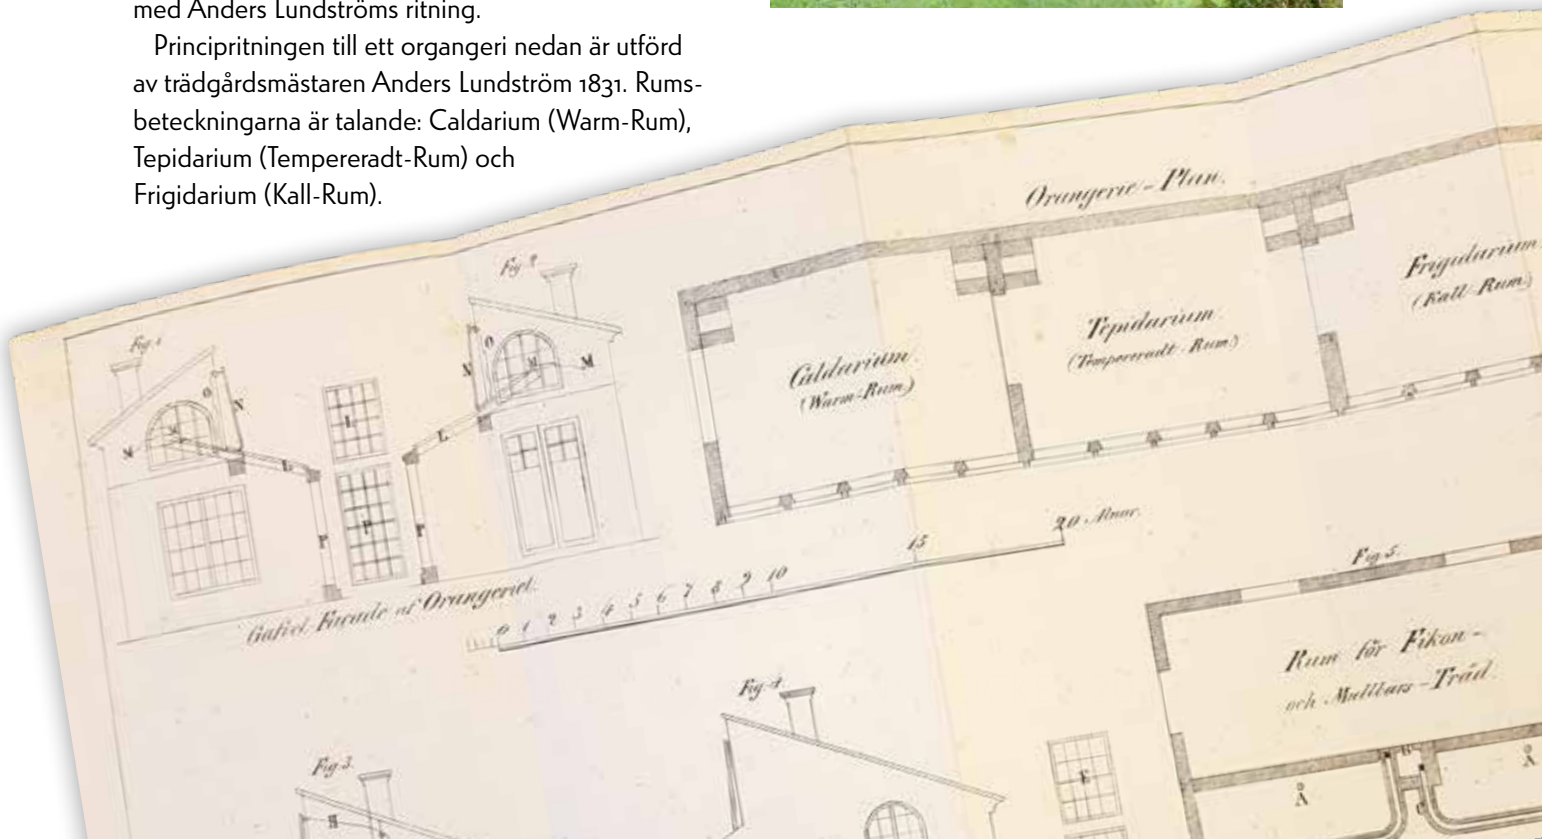 med Anders Lundströms ritning.
Principritningen till ett organgeri nedan är utförd
av trädgårdsmästaren Anders Lundström 1831. Rums-
beteckningarna är talande: Caldarium (Warm-Rum),
Tepidarium (Tempereradt-Rum) och
Frigidarium (Kall-Rum).
Orangerie-Plan.
Fig 2
Frigidarium
(Kall-Rum)
Tepidarium
(Tempereradt-Rum)
Caldarium
(Warm-Rum)
Fig 1
O
N
M
M
L
P
L
P
L
P
N
O
M
M
20 Alnar.
15
0 1 2 3 4 5 6 7 8 9 10
Gafvel Facade af Orangeriet.
Fig 5.
Rum för Fikon-
och Mullbärs-Träd.
Fig 4.
Fig 3.
H
E
B
Å
Å